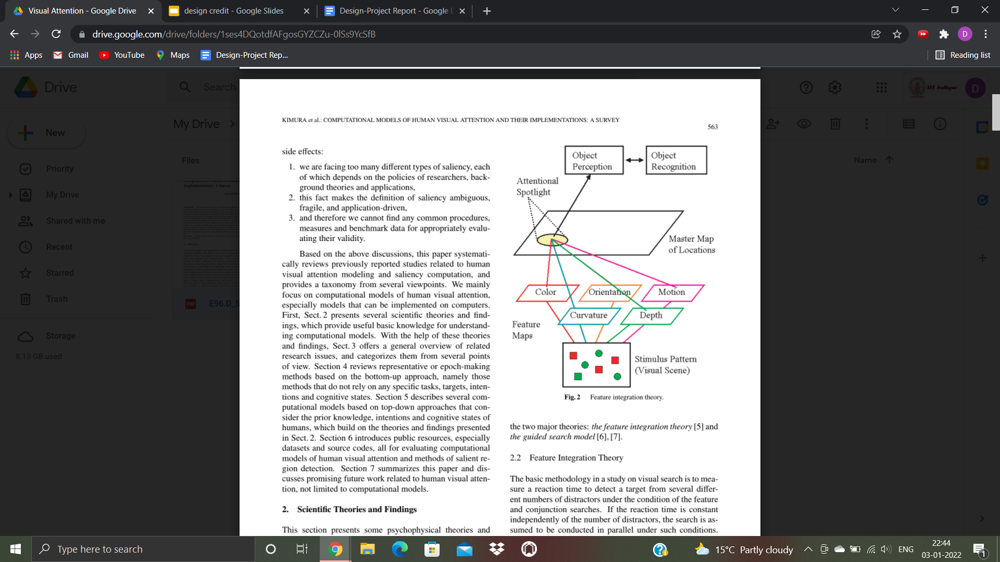 Visual Attention - Google Drive
design credit - Google Slides
Design-Project Report - Google
drive.google.com/drive/folders/1ses4DQotdfAFgosGYZCZu-0lSs9YcSfB
D
Apps
Gmail
YouTube
Maps
Design-Project Rep...
Reading list
Drive
Search
IIT Jodhpur
D
New
My Drive
Priority
My Drive
Shared with me
Recent
Starred
Trash
Storage
8.13 GB used
Files
Name
Implementations: A Survey
PDF
E96.D_5
31
KIMURA et al.: COMPUTATIONAL MODELS OF HUMAN VISUAL ATTENTION AND THEIR IMPLEMENTATIONS: A SURVEY
563
side effects:
1. we are facing too many different types of saliency, each
of which depends on the policies of researchers, back-
ground theories and applications,
2. this fact makes the definition of saliency ambiguous,
fragile, and application-driven,
3. and therefore we cannot find any common procedures,
measures and benchmark data for appropriately evalu-
ating their validity.
Based on the above discussions, this paper systemati-
cally reviews previously reported studies related to human
visual attention modeling and saliency computation, and
provides a taxonomy from several viewpoints. We mainly
focus on computational models of human visual attention,
especially models that can be implemented on computers.
First, Sect. 2 presents several scientific theories and find-
ings, which provide useful basic knowledge for understand-
ing computational models. With the help of these theories
and findings, Sect. 3 offers a general overview of related
research issues, and categorizes them from several points
of view. Section 4 reviews representative or epoch-making
methods based on the bottom-up approach, namely those
methods that do not rely on any specific tasks, targets, inten-
tions and cognitive states. Section 5 describes several com-
putational models based on top-down approaches that con-
sider the prior knowledge, intentions and cognitive states of
humans, which build on the theories and findings presented
in Sect. 2. Section 6 introduces public resources, especially
datasets and source codes, all for evaluating computational
models of human visual attention and methods of salient re-
gion detection. Section 7 summarizes this paper and dis-
cusses promising future work related to human visual atten-
tion, not limited to computational models.
2. Scientific Theories and Findings
This section presents some psychophysical theories and
Object
Perception
Object
Recognition
Attentional
Spotlight
Master Map
of Locations
Color
Orientation
Motion
Curvature
Depth
Feature
Maps
Stimulus Pattern
(Visual Scene)
Fig. 2 Feature integration theory.
the two major theories: the feature integration theory [5] and
the guided search model [6], [7].
2.2 Feature Integration Theory
The basic methodology in a study on visual search is to mea-
sure a reaction time to detect a target from several differ-
ent numbers of distractors under the condition of the feature
and conjunction searches. If the reaction time is constant
independently of the number of distractors, the search is as-
sumed to be conducted in parallel under such conditions.
Type here to search
15°C Partly cloudy
ENG
22:44
03-01-2022
1